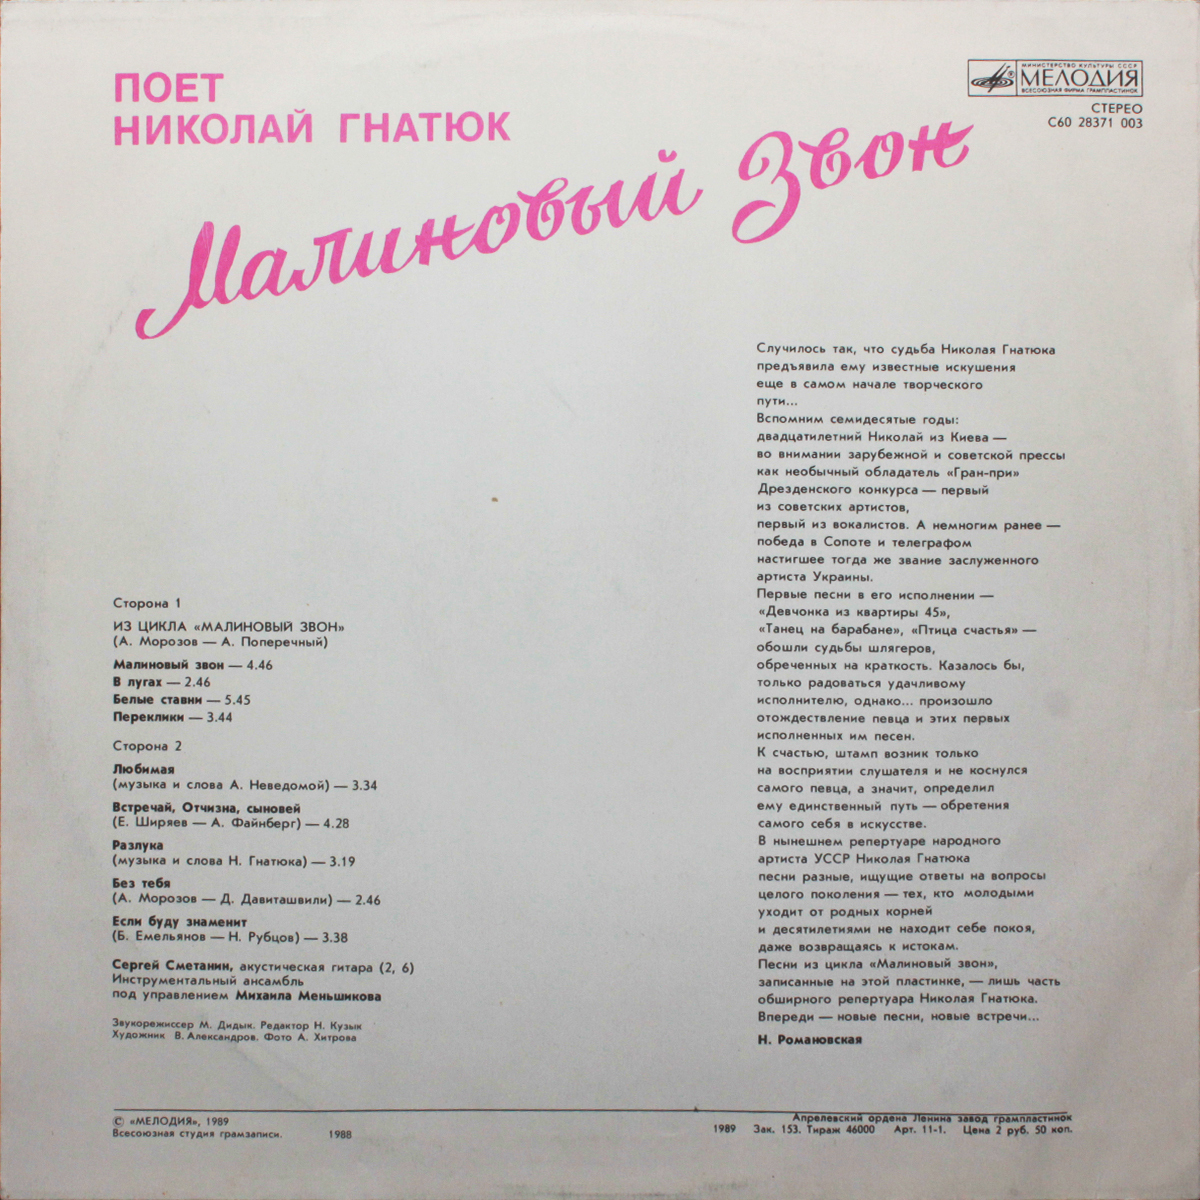 ПОЕТ
НИКОЛАЙ ГНАТЮК
Малиновый Звон
МИНИСТЕРСТВО КУЛЬТУРЫ СССР
МЕЛОДИЯ
ВСЕСОЮЗНАЯ ФИРМА ГРАМПЛАСТИНОК
СТЕРЕО
С60 28371 003
Сторона 1
ИЗ ЦИКЛА «МАЛИНОВЫЙ ЗВОН»
(А. Морозов — А. Поперечный)
Малиновый звон — 4.46
В лугах — 2.46
Белые ставни — 5.45
Переклики — 3.44
Сторона 2
Любимая
(музыка и слова А. Неведомой) — 3.34
Встречай, Отчизна, сыновей
(Е. Ширяев — А. Файнберг) — 4.28
Разлука
(музыка и слова Н. Гнатюка) — 3.19
Без тебя
(А. Морозов — Д. Давиташвили) — 2.46
Если буду знаменит
(Б. Емельянов — Н. Рубцов) — 3.38
Сергей Сметанин, акустическая гитара (2, 6)
Инструментальный ансамбль
под управлением Михаила Меньшикова
Звукорежиссер М. Дидык. Редактор Н. Кузык
Художник В. Александров. Фото А. Хитрова
Случилось так, что судьба Николая Гнатюка
предъявила ему известные искушения
еще в самом начале творческого
пути...
Вспомним семидесятые годы:
двадцатилетний Николай из Киева —
во внимании зарубежной и советской прессы
как необычный обладатель «Гран-при»
Дрезденского конкурса — первый
из советских артистов,
первый из вокалистов. А немногим ранее —
победа в Сопоте и телеграфом
настигшее тогда же звание заслуженного
артиста Украины.
Первые песни в его исполнении —
«Девчонка из квартиры 45»,
«Танец на барабане», «Птица счастья» —
обошли судьбы шлягеров,
обреченных на краткость. Казалось бы,
только радоваться удачливому
исполнителю, однако... произошло
отождествление певца и этих первых
исполненных им песен.
К счастью, штамп возник только
на восприятии слушателя и не коснулся
самого певца, а значит, определил
ему единственный путь — обретения
самого себя в искусстве.
В нынешнем репертуаре народного
артиста УССР Николая Гнатюка
песни разные, ищущие ответы на вопросы
целого поколения — тех, кто молодыми
уходит от родных корней
и десятилетиями не находит себе покоя,
даже возвращаясь к истокам.
Песни из цикла «Малиновый звон»,
записанные на этой пластинке, — лишь часть
обширного репертуара Николая Гнатюка.
Впереди — новые песни, новые встречи...
Н. Романовская
© «МЕЛОДИЯ», 1989
Всесоюзная студия грамзаписи. 1988
Апрелевский ордена Ленина завод грампластинок
1989 Зак. 153. Тираж 46000 Арт. 11-1. Цена 2 руб. 50 коп.